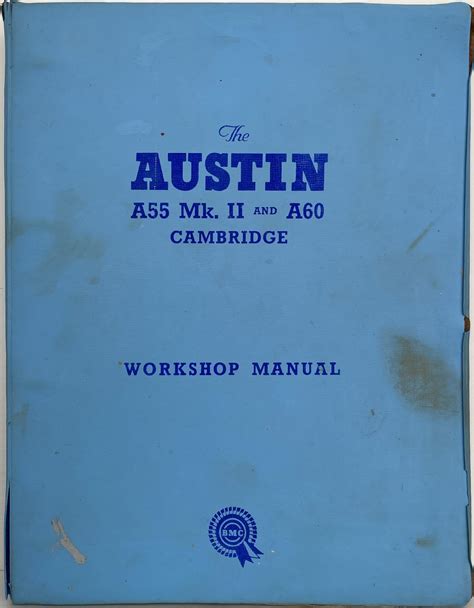 The
AUSTIN
A55 Mk. II AND A60
CAMBRIDGE
WORKSHOP MANUAL
BMC